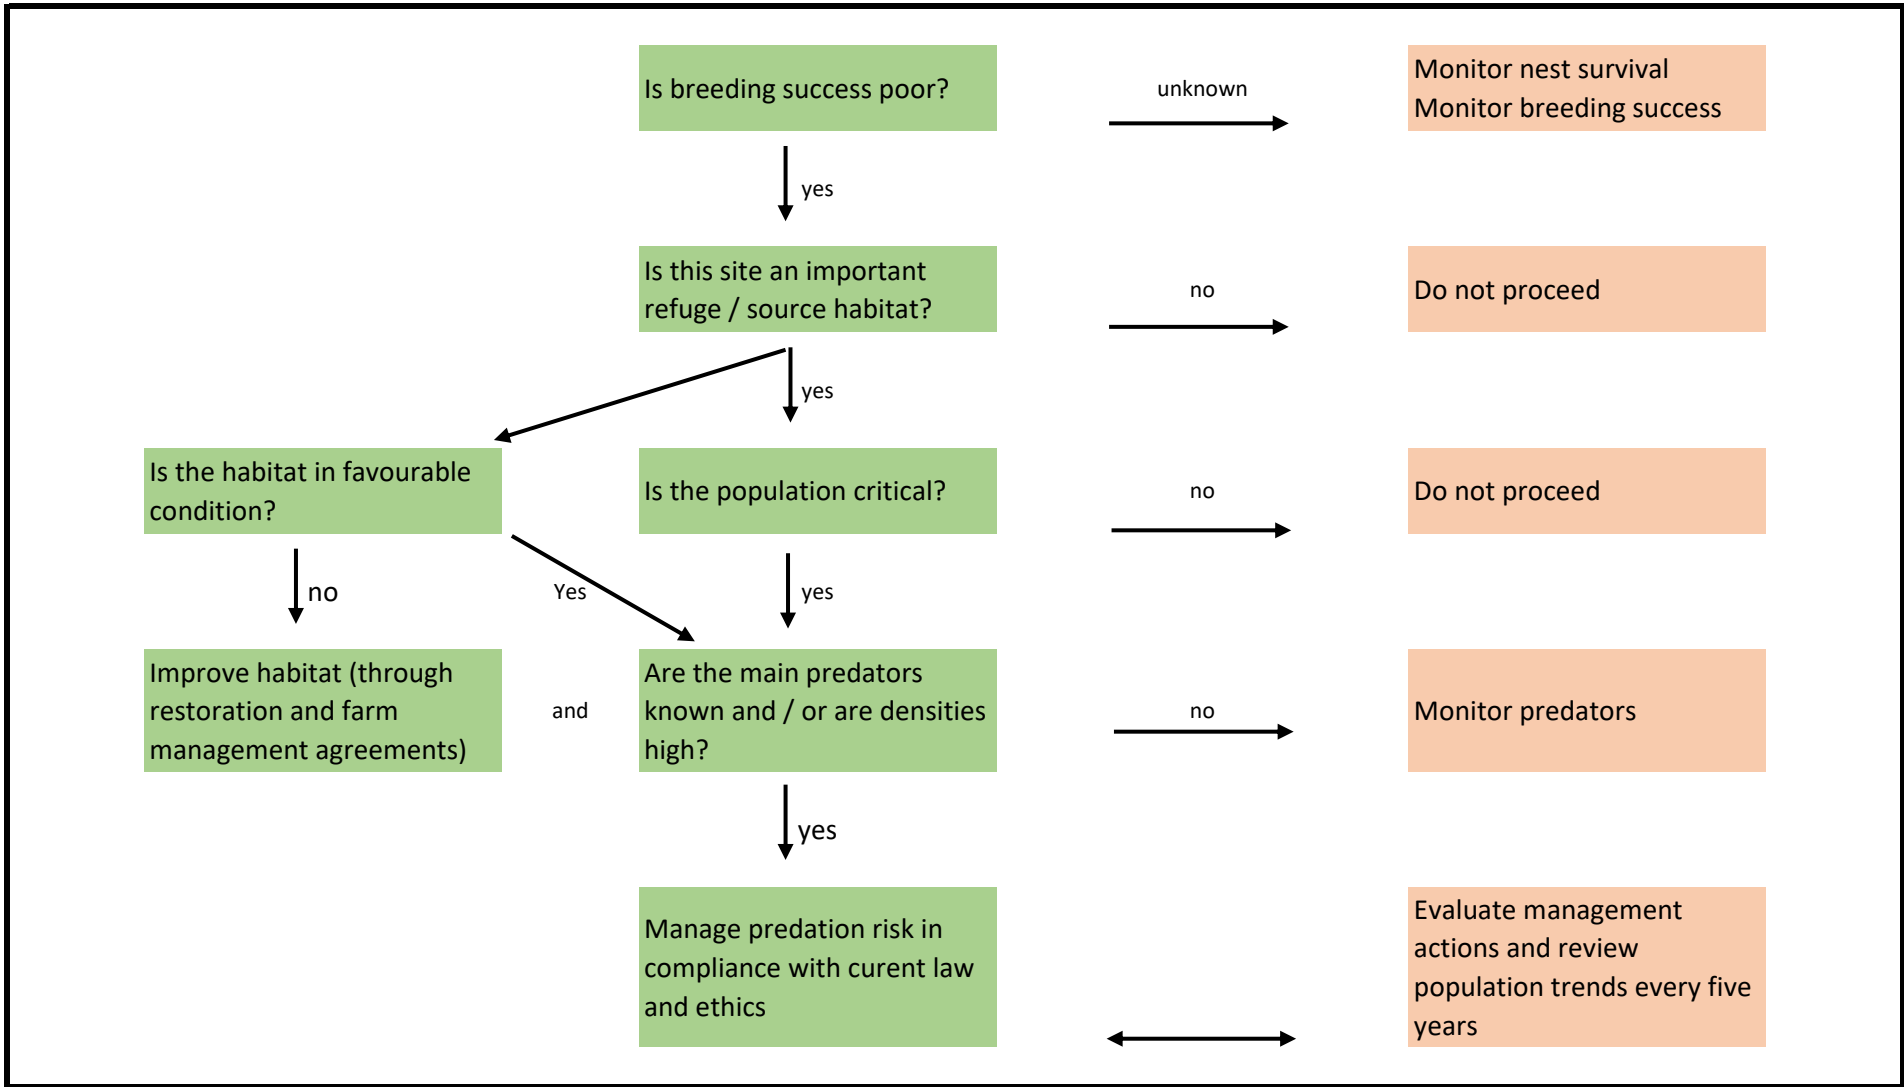 Is breeding success poor?
unknown
Monitor nest survival
Monitor breeding success
yes
Is this site an important
refuge / source habitat?
no
Do not proceed
yes
Is the habitat in favourable
condition?
Is the population critical?
no
Do not proceed
no
Yes
yes
Improve habitat (through
restoration and farm
management agreements)
and
Are the main predators
known and / or are densities
high?
no
Monitor predators
yes
Manage predation risk in
compliance with curent law
and ethics
Evaluate management
actions and review
population trends every five
years